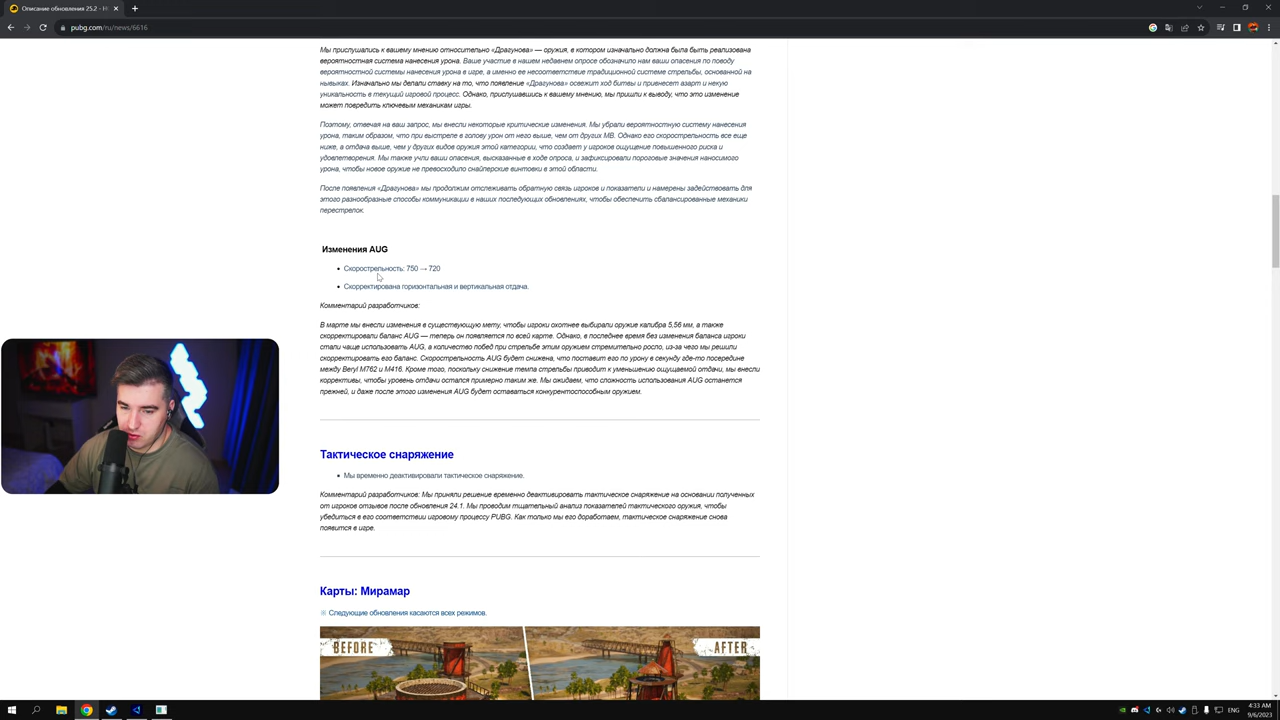 Описание обновления 25.2 - Н
pubg.com/ru/news/6616
Мы прислушались к вашему мнению относительно «Драгунова» — оружия, в котором изначально должна была быть реализована
вероятностная система нанесения урона. Ваше участие в нашем недавнем опросе обозначило нам ваши опасения по поводу
вероятностной системы нанесения урона в игре, а именно ее несоответствие традиционной системе стрельбы, основанной на
навыках. Изначально мы делали ставку на то, что появление «Драгунова» освежит ход битвы и привнесет азарт и некую
уникальность в текущий игровой процесс. Однако, прислушавшись к вашему мнению, мы пришли к выводу, что это изменение
может повредить ключевым механикам игры.
Поэтому, отвечая на ваш запрос, мы внесли некоторые критические изменения. Мы убрали вероятностную систему нанесения
урона, таким образом, что при выстреле в голову урон от него выше, чем от других МВ. Однако его скорострельность все еще
ниже, а отдача выше, чем у других видов оружия этой категории, что создает у игроков ощущение повышенного риска и
удовлетворения. Мы также учли ваши опасения, высказанные в ходе опроса, и зафиксировали пороговые значения наносимого
урона, чтобы новое оружие не превосходило снайперские винтовки в этой области.
После появления «Драгунова» мы продолжим отслеживать обратную связь игроков и показатели и намерены задействовать для
этого разнообразные способы коммуникации в наших последующих обновлениях, чтобы обеспечить сбалансированные механики
перестрелок.
Изменения AUG
• Скорострельность: 750 → 720
• Скорректирована горизонтальная и вертикальная отдача.
Комментарий разработчиков:
В марте мы внесли изменения в существующую мету, чтобы игроки охотнее выбирали оружие калибра 5,56 мм, а также
скорректировали баланс AUG — теперь он появляется по всей карте. Однако, в последнее время без изменения баланса игроки
стали чаще использовать AUG, а количество побед при стрельбе этим оружием стремительно росло, из-за чего мы решили
скорректировать его баланс. Скорострельность AUG будет снижена, что поставит его по урону в секунду где-то посередине
между Beryl M762 и M416. Кроме того, поскольку снижение темпа стрельбы приводит к уменьшению ощущаемой отдачи, мы внесли
коррективы, чтобы уровень отдачи остался примерно таким же. Мы ожидаем, что сложность использования AUG останется
прежней, и даже после этого изменения AUG будет оставаться конкурентоспособным оружием.
Тактическое снаряжение
• Мы временно деактивировали тактическое снаряжение.
Комментарий разработчиков: Мы приняли решение временно деактивировать тактическое снаряжение на основании полученных
от игроков отзывов после обновления 24.1. Мы проводим тщательный анализ показателей тактического оружия, чтобы
убедиться в его соответствии игровому процессу PUBG. Как только мы его доработаем, тактическое снаряжение снова
появится в игре.
Карты: Мирамар
※ Следующие обновления касаются всех режимов.
BEFORE
AFTER
ENG
4:33 AM
9/6/2023